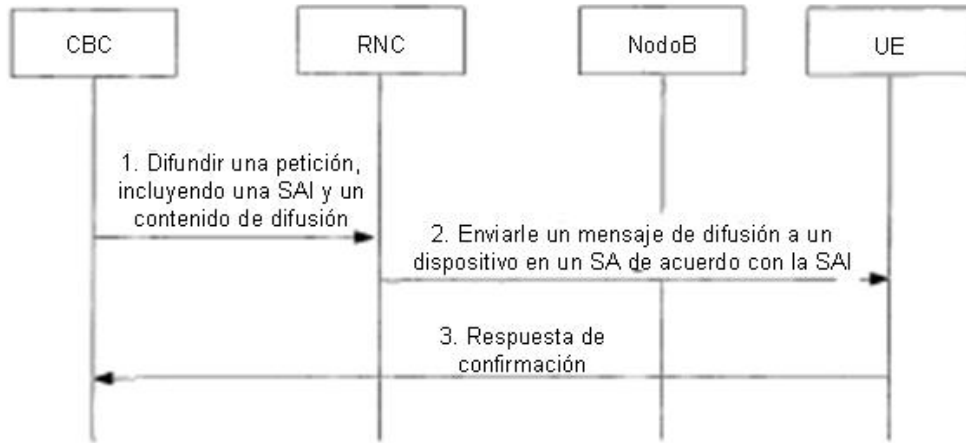 CBC
RNC
NodoB
UE
1. Difundir una petición,
incluyendo una SAI y un
contenido de difusión
2. Enviarle un mensaje de difusión a un
dispositivo en un SA de acuerdo con la SAI
3. Respuesta de
confirmación